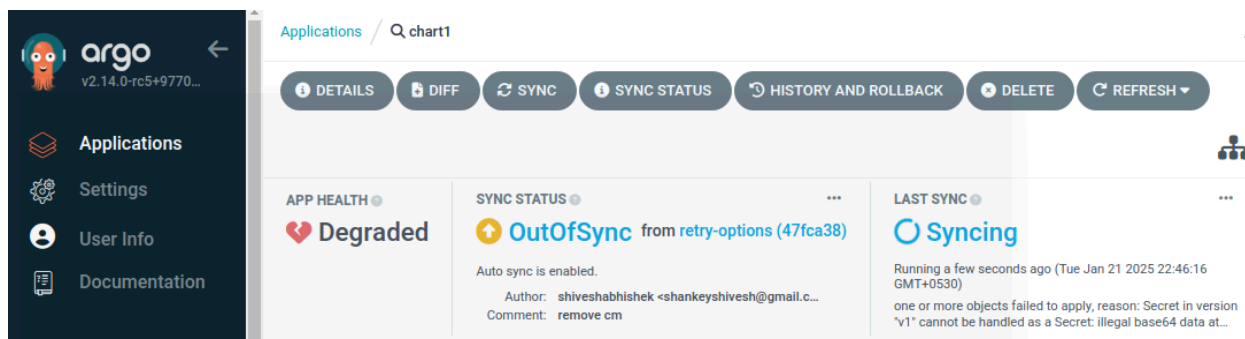 argo
v2.14.0-rc5+9770...
Applications
Settings
User Info
Documentation
Applications / chart1
DETAILS DIFF SYNC SYNC STATUS HISTORY AND ROLLBACK DELETE REFRESH
APP HEALTH
Degraded
SYNC STATUS ...
OutOfSync from retry-options (47fca38)
Auto sync is enabled.
Author: shiveshabhishek <shankeyshivesh@gmail.c...
Comment: remove cm
LAST SYNC ...
Syncing
Running a few seconds ago (Tue Jan 21 2025 22:46:16
GMT+0530)
one or more objects failed to apply, reason: Secret in version
"v1" cannot be handled as a Secret: illegal base64 data at...